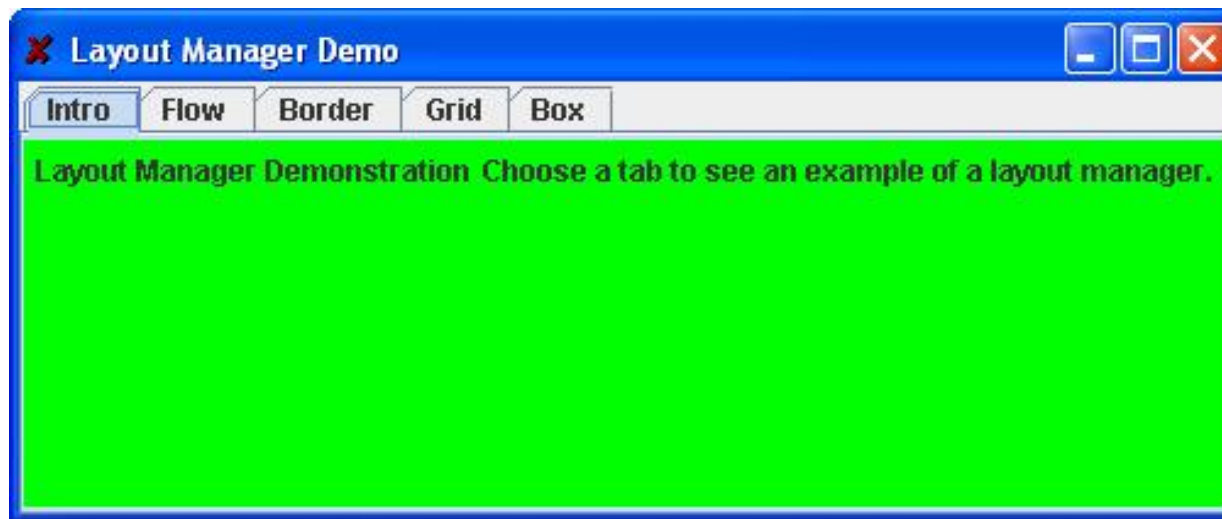 Layout Manager Demo
Intro Flow Border Grid Box
Layout Manager Demonstration Choose a tab to see an example of a layout manager.